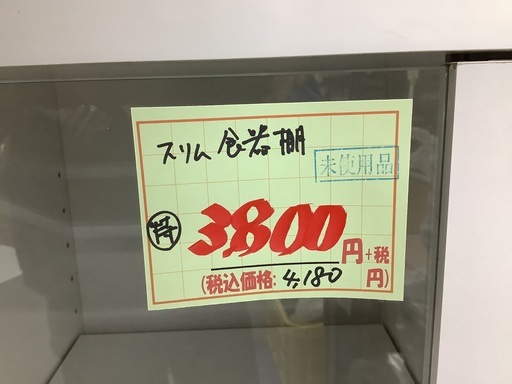 スリム食器棚
未使用品
3,800円+税
(税込価格:4,180円)